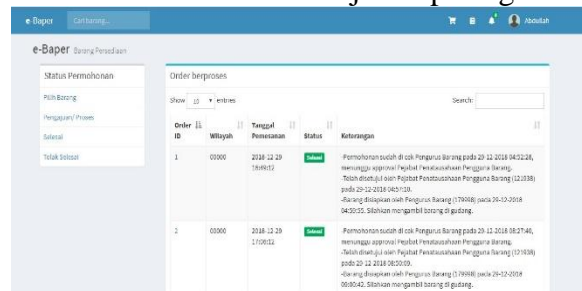 e-Baper Cari barang... Abdullah
e-Baper Barang Persediaan
Status Permohonan
Pilih Barang
Pengajuan/ Proses
Selesai
Tolak Selesai
Order berproses
Show 10 entries Search:
Order ID Wilayah Tanggal Pemesanan Status Keterangan
1 00000 2018-12-29 Selesai -Permohonan sudah di cek Pengurus Barang pada 29-12-2018
menunggu approval Pejabat Penatausahaan Pengguna Barang.
-Telah disetujui oleh Pejabat Penatausahaan Pengguna Barang
pada 29-12-2018
-Barang disiapkan oleh Pengurus Barang pada 29-12-2018
Silahkan mengambil barang di gudang.
2 00000 2018-12-29 Selesai -Permohonan sudah di cek Pengurus Barang pada 29-12-2018
menunggu approval Pejabat Penatausahaan Pengguna Barang.
-Telah disetujui oleh Pejabat Penatausahaan Pengguna Barang
pada 29-12-2018
-Barang disiapkan oleh Pengurus Barang pada 29-12-2018
Silahkan mengambil barang di gudang.